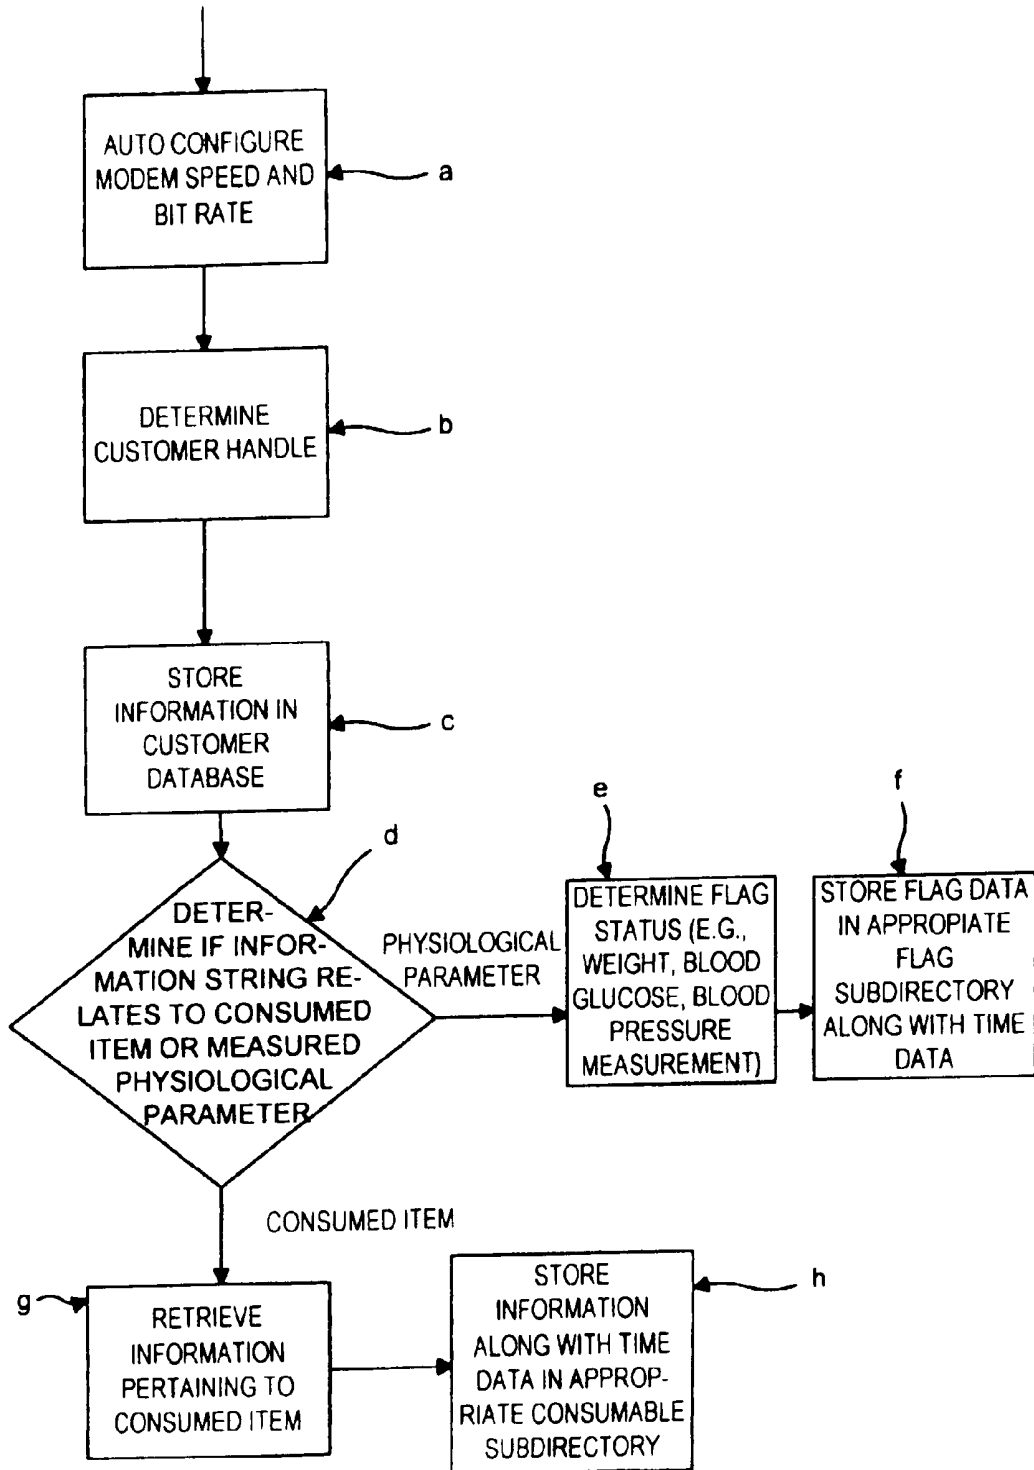 AUTO CONFIGURE
MODEM SPEED AND
BIT RATE
a
DETERMINE
CUSTOMER HANDLE
b
STORE
INFORMATION IN
CUSTOMER
DATABASE
c
d
DETER-
MINE IF INFOR-
MATION STRING RE-
LATES TO CONSUMED
ITEM OR MEASURED
PHYSIOLOGICAL
PARAMETER
PHYSIOLOGICAL
PARAMETER
e
DETERMINE FLAG
STATUS (E.G.,
WEIGHT, BLOOD
GLUCOSE, BLOOD
PRESSURE
MEASUREMENT)
f
STORE FLAG DATA
IN APPROPIATE
FLAG
SUBDIRECTORY
ALONG WITH TIME
DATA
CONSUMED ITEM
g
RETRIEVE
INFORMATION
PERTAINING TO
CONSUMED ITEM
STORE
INFORMATION
ALONG WITH TIME
DATA IN APPROP-
RIATE CONSUMABLE
SUBDIRECTORY
h